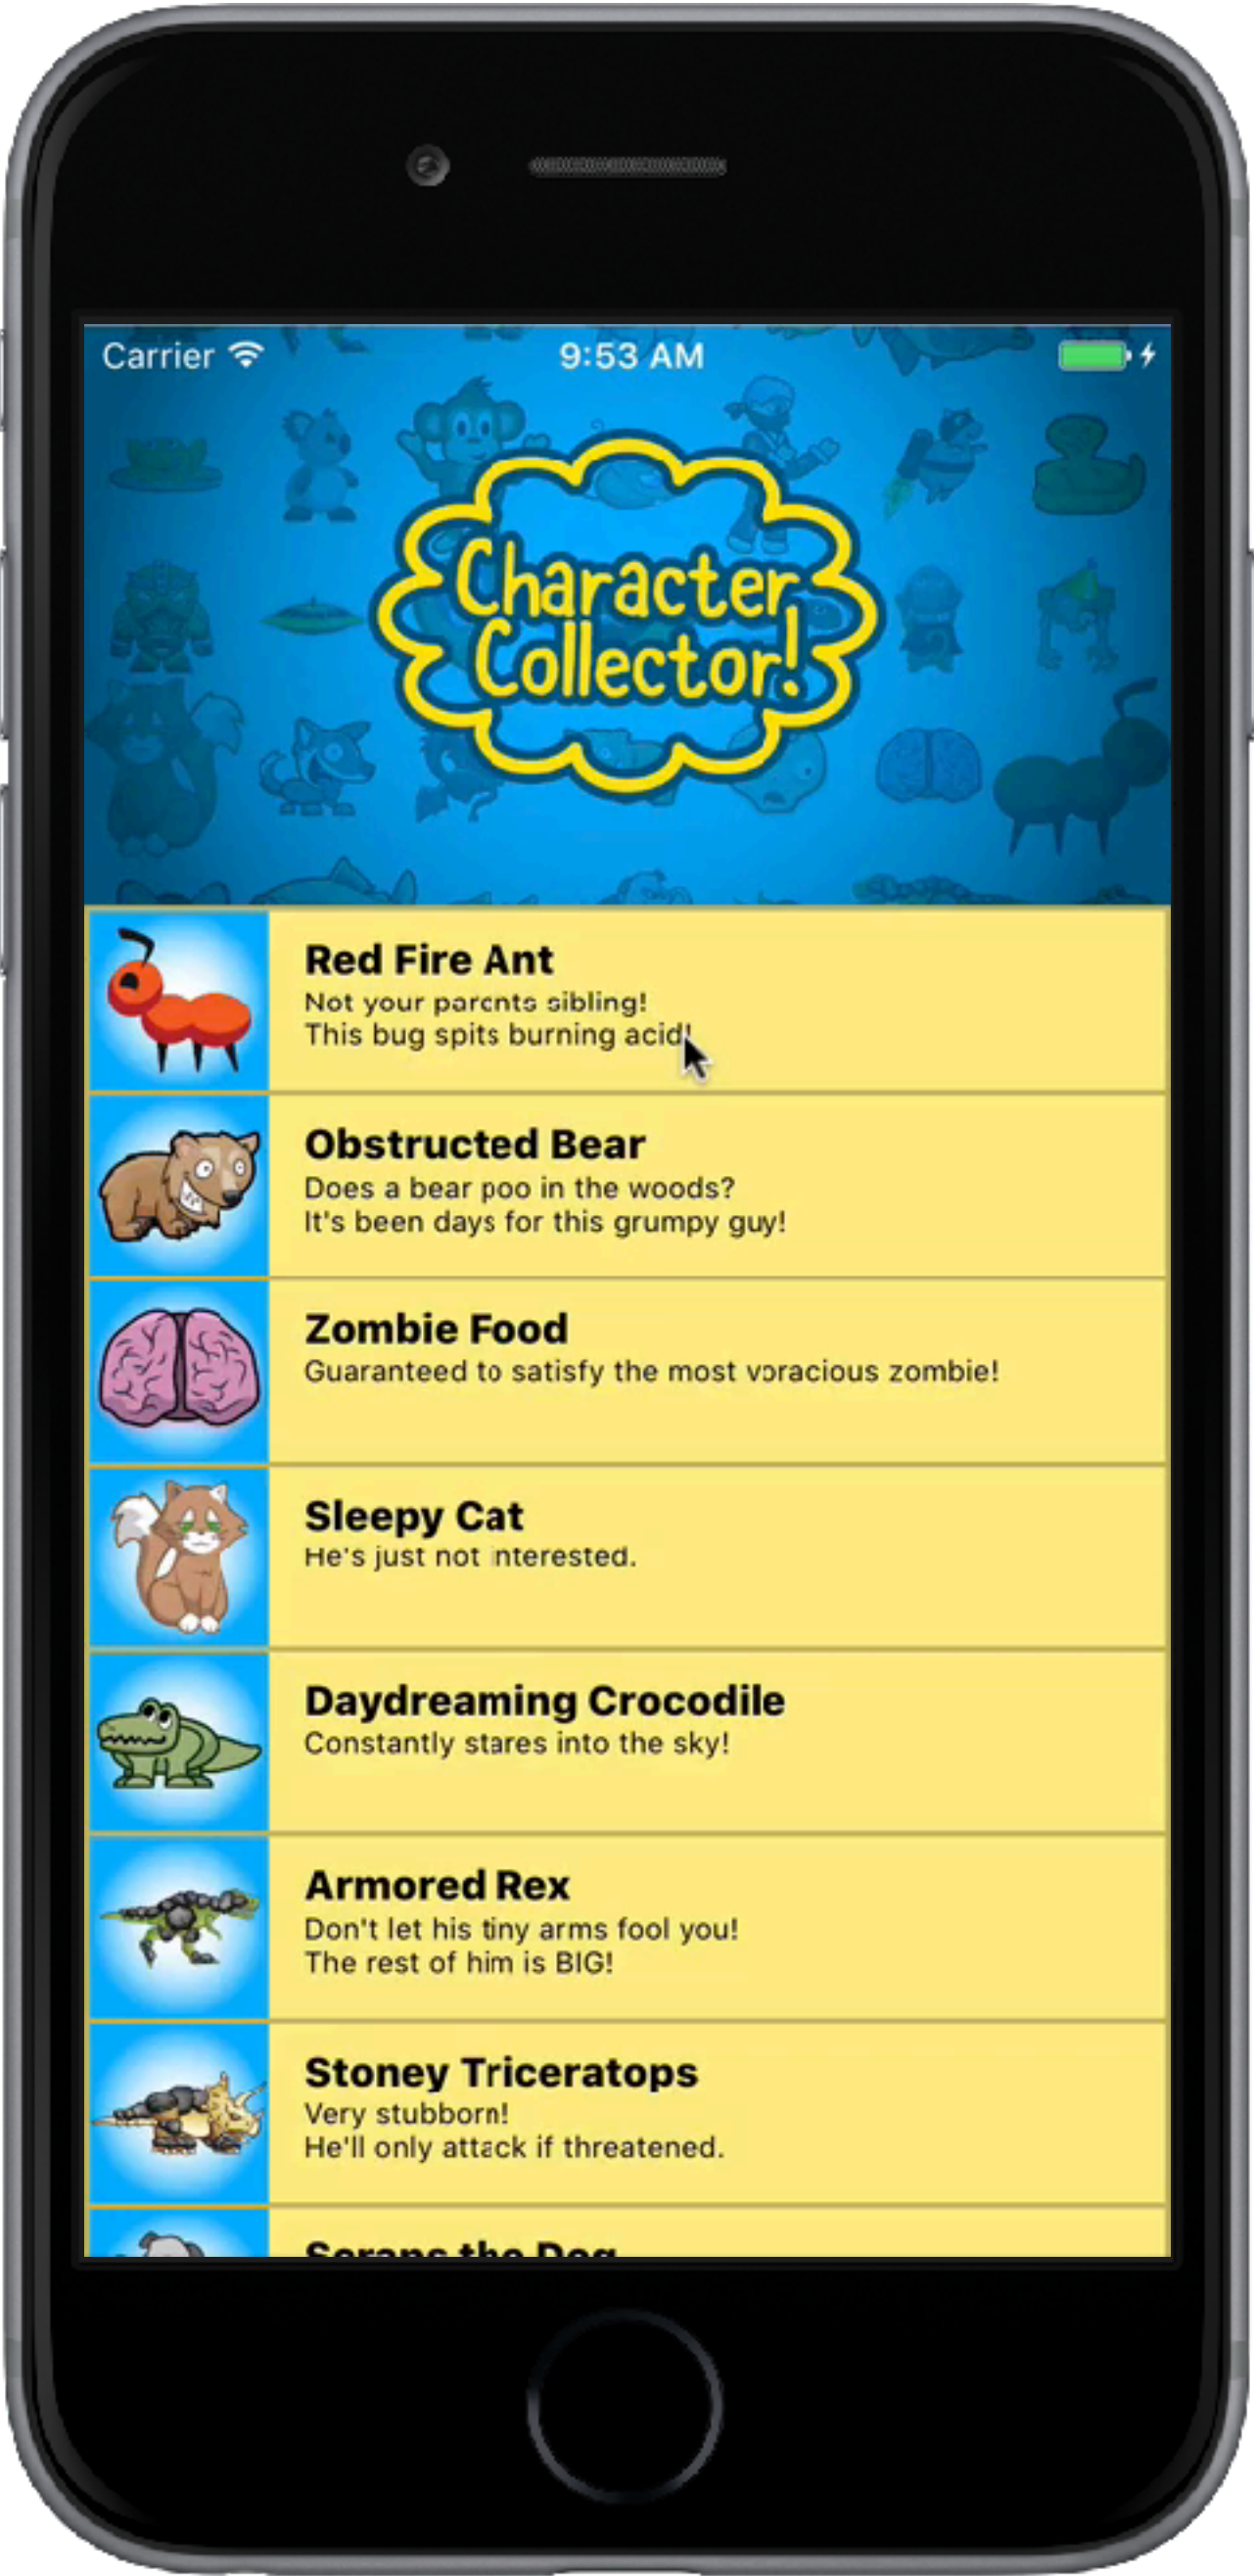 Carrier 9:53 AM
Character
Collector!
Red Fire Ant
Not your parents sibling!
This bug spits burning acid!
Obstructed Bear
Does a bear poo in the woods?
It's been days for this grumpy guy!
Zombie Food
Guaranteed to satisfy the most voracious zombie!
Sleepy Cat
He's just not interested.
Daydreaming Crocodile
Constantly stares into the sky!
Armored Rex
Don't let his tiny arms fool you!
The rest of him is BIG!
Stoney Triceratops
Very stubborn!
He'll only attack if threatened.
Scraps the Dog